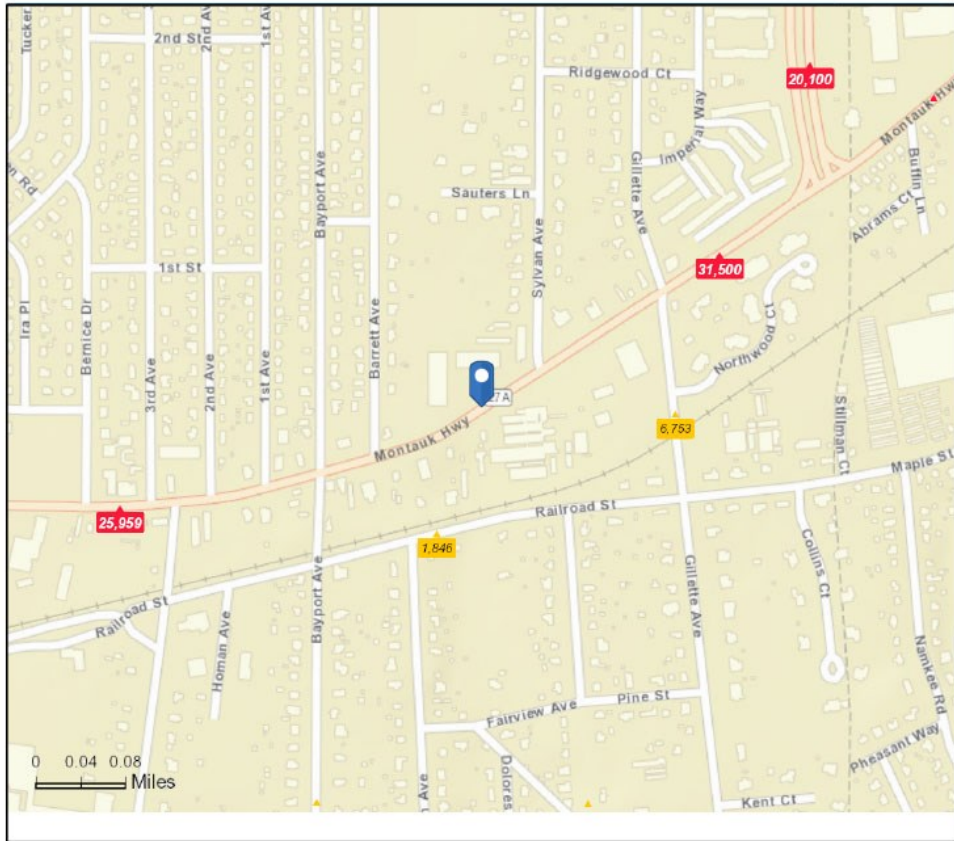 Tucker
2nd St
2nd Av
1st Av
Ridgewood Ct
20,100
Montauk Hwy
Imperial Way
Gillette Ave
Buffin Ln
Abrams Ct
Bayport Ave
Sauters Ln
Sylvan Ave
1st St
31,500
Ira Pl
Bernice Dr
3rd Ave
2nd Ave
1st Ave
Barrett Ave
Northwood Ct
27A
Montauk Hwy
6,753
Stillman Ct
Maple St
25,959
Railroad St
1,846
Collins Ct
Bayport Ave
Gillette Ave
Railroad St
Homan Ave
Namkee Rd
Fairview Ave
Pine St
Pheasant Way
0 0.04 0.08
Miles
Dolores
Ave
Kent Ct